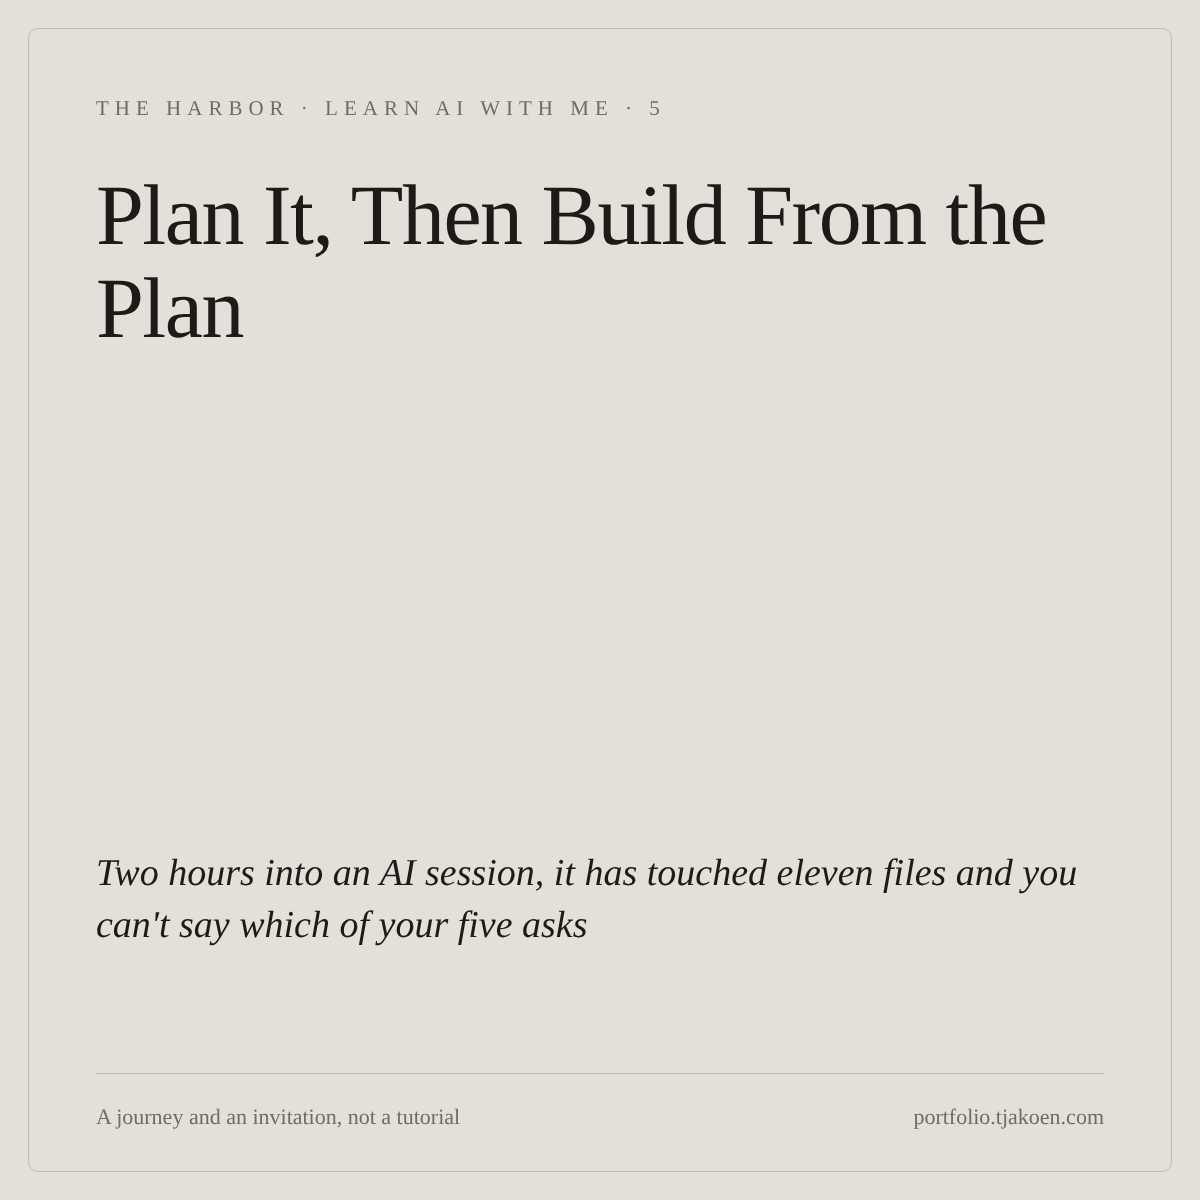 THE HARBOR · LEARN AI WITH ME · 5
Plan It, Then Build From the
Plan
Two hours into an AI session, it has touched eleven files and you
can't say which of your five asks
A journey and an invitation, not a tutorial
portfolio.tjakoen.com